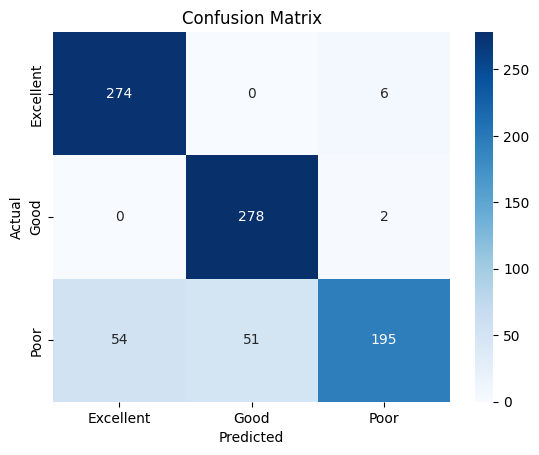 Confusion Matrix
Excellent
274
0
6
250
200
Actual
Good
0
278
2
150
100
Poor
54
51
195
50
0
Excellent
Good
Poor
Predicted